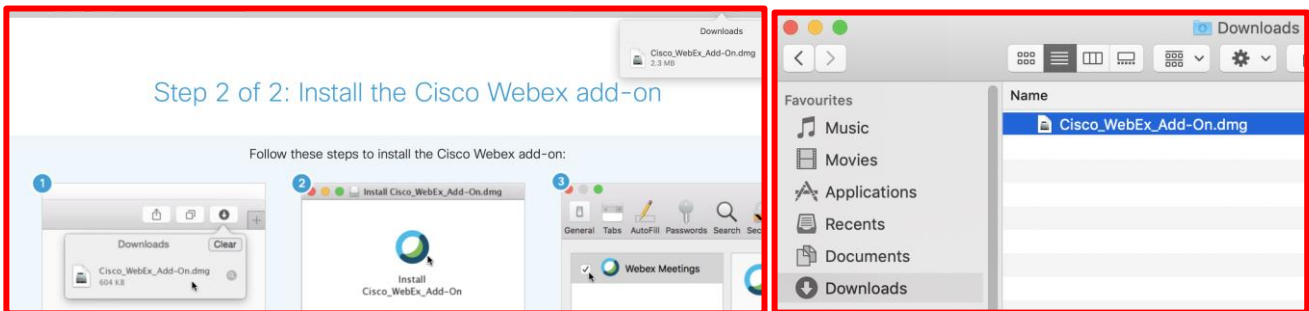 Downloads
Cisco_WebEx_Add-On.dmg
2.3 MB
Step 2 of 2: Install the Cisco Webex add-on
Follow these steps to install the Cisco Webex add-on:
1
Downloads
Clear
Cisco_WebEx_Add-On.dmg
604 KB
2
Install Cisco_WebEx_Add-On.dmg
Install
Cisco_WebEx_Add-On
3
General Tabs AutoFill Passwords Search
Webex Meetings
Downloads
Favourites
Music
Movies
Applications
Recents
Documents
Downloads
Name
Cisco_WebEx_Add-On.dmg